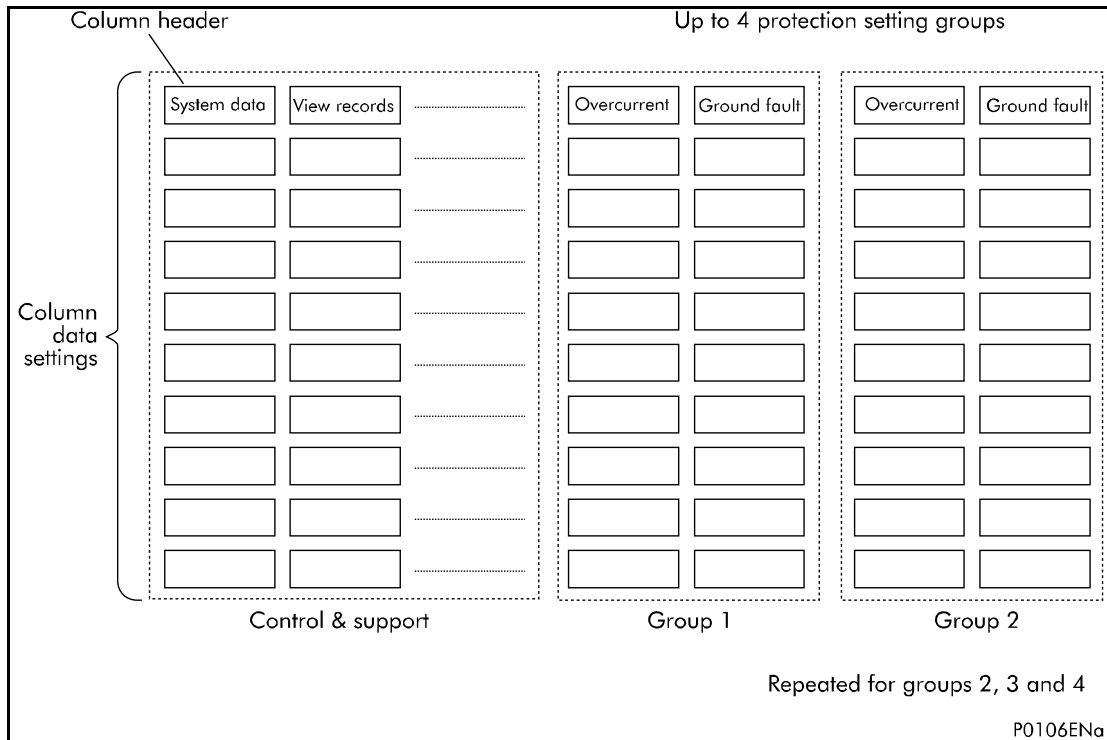 Column header
Up to 4 protection setting groups
System data
View records
Overcurrent
Ground fault
Overcurrent
Ground fault
Column
data
settings
Control & support
Group 1
Group 2
Repeated for groups 2, 3 and 4
P0106ENa